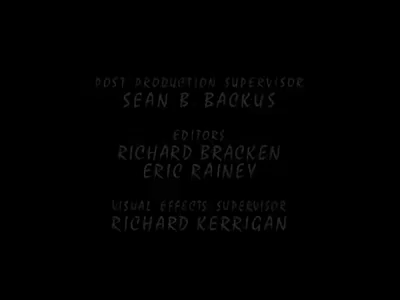 POST PRODUCTION SUPERVISOR
SEAN B. BACKUS
EDITORS
RICHARD BRACKEN
ERIC RAINEY
VISUAL EFFECTS SUPERVISOR
RICHARD KERRIGAN